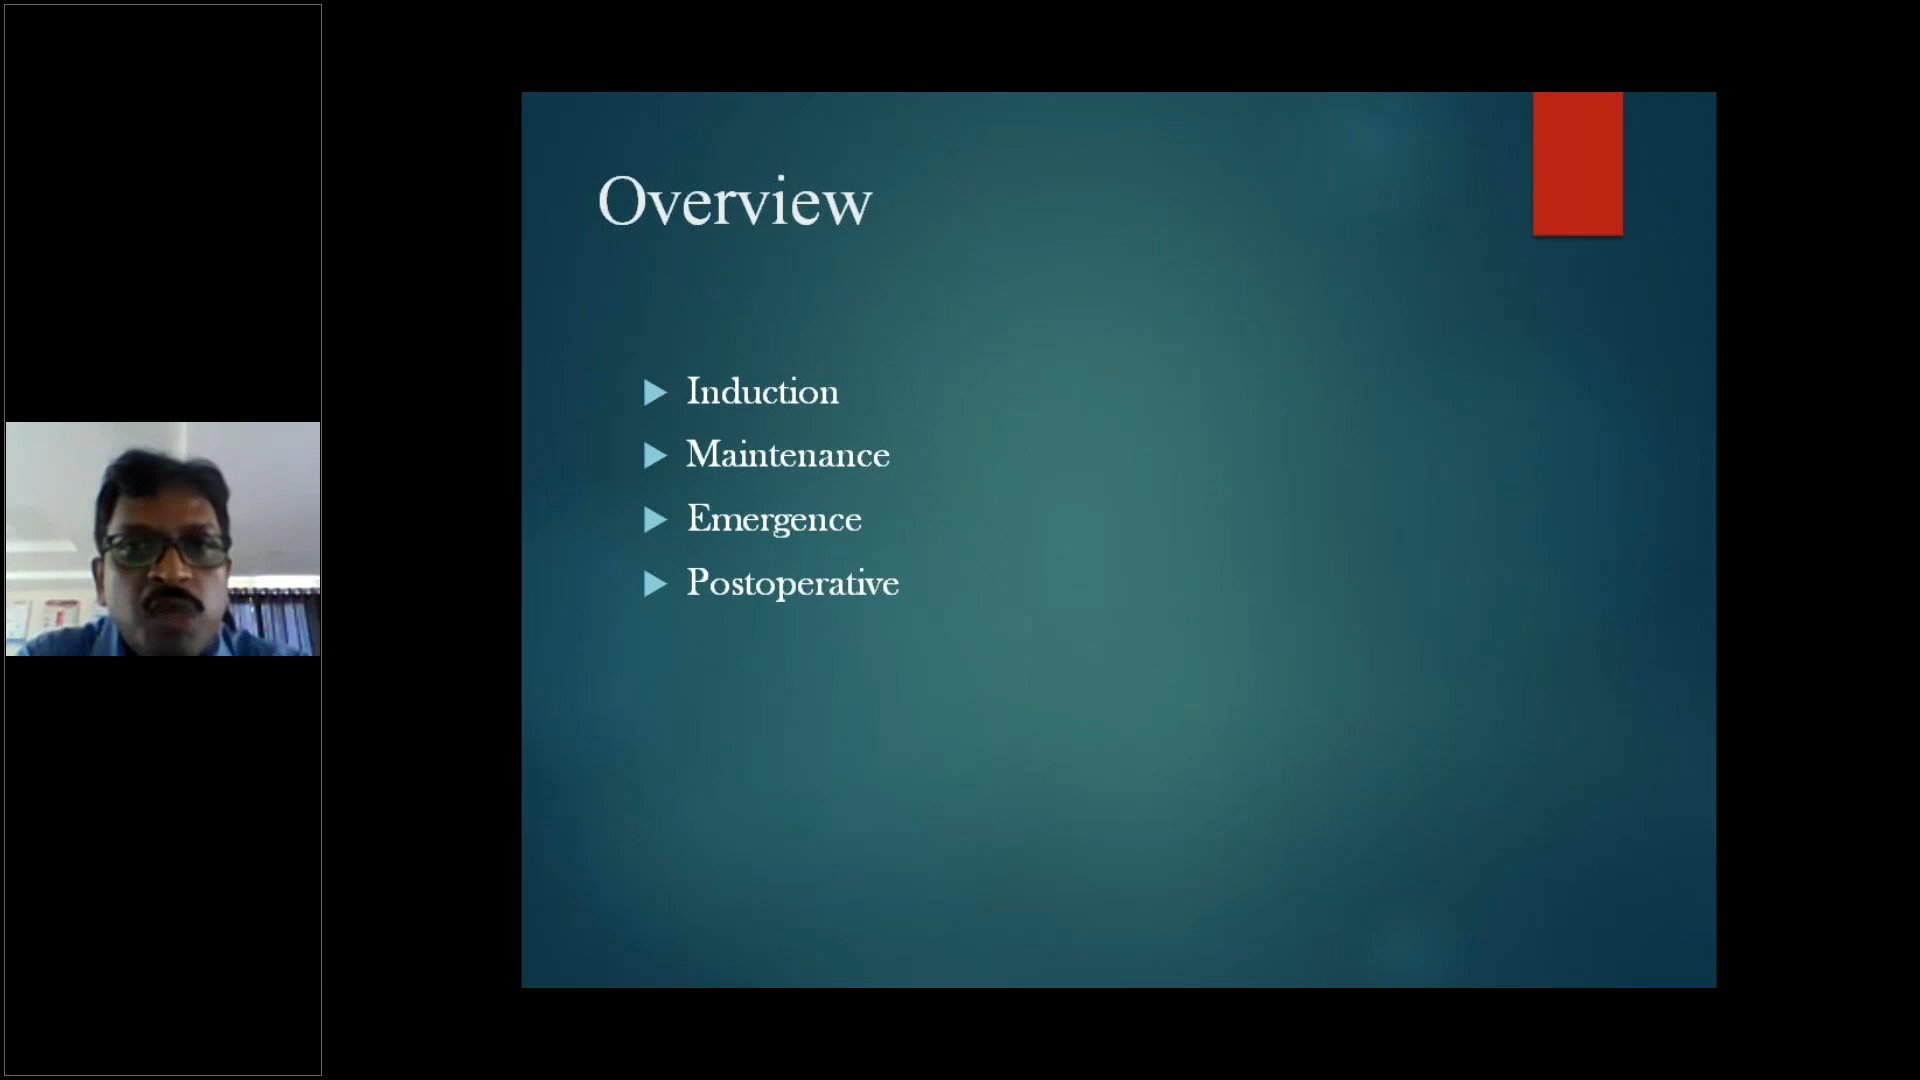 Overview
Induction
Maintenance
Emergence
Postoperative